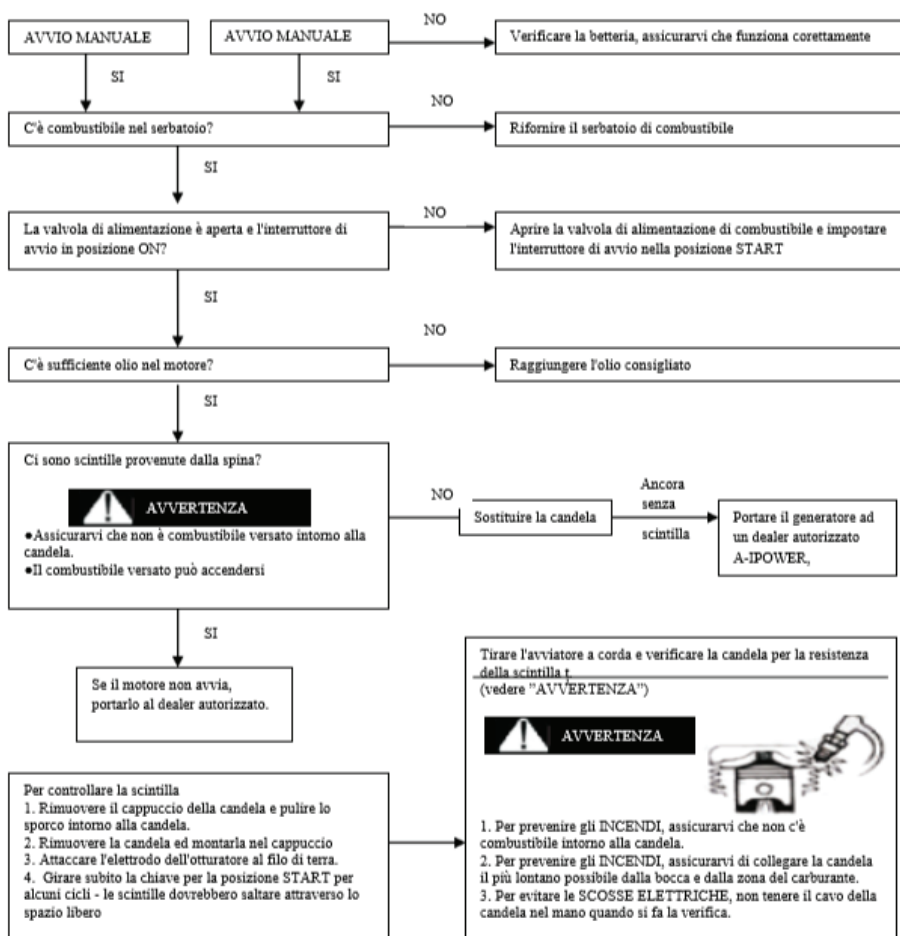 AVVIO MANUALE
AVVIO MANUALE
NO
Verificare la betteria, assicurarvi che funziona corettamente
SI
SI
C'è combustibile nel serbatoio?
NO
Rifornire il serbatoio di combustibile
SI
La valvola di alimentazione è aperta e l'interruttore di
avvio in posizione ON?
NO
Aprire la valvola di alimentazione di combustibile e impostare
l'interruttore di avvio nella posizione START
SI
C'è sufficiente olio nel motore?
NO
Raggiungere l'olio consigliato
SI
Ci sono scintille provenute dalla spina?
AVVERTENZA
●Assicurarvi che non è combustibile versato intorno alla
candela.
●Il combustibile versato può accendersi
NO
Sostituire la candela
Ancora
senza
scintilla
Portare il generatore ad
un dealer autorizzato
A-IPOWER,
SI
Se il motore non avvia,
portarlo al dealer autorizzato.
Tirare l'avviatore a corda e verificare la candela per la resistenza
della scintilla t
(vedere "AVVERTENZA")
AVVERTENZA
1. Per prevenire gli INCENDI, assicurarvi che non c'è
combustibile intorno alla candela.
2. Per prevenire gli INCENDI, assicurarvi di collegare la candela
il più lontano possibile dalla bocca e dalla zona del carburante.
3. Per evitare le SCOSSE ELETTRICHE, non tenere il cavo della
candela nel mano quando si fa la verifica.
Per controllare la scintilla
1. Rimuovere il cappuccio della candela e pulire lo
sporco intorno alla candela.
2. Rimuovere la candela ed montarla nel cappuccio
3. Attaccare l'elettrodo dell'otturatore al filo di terra.
4. Girare subito la chiave per la posizione START per
alcuni cicli - le scintille dovrebbero saltare attraverso lo
spazio libero